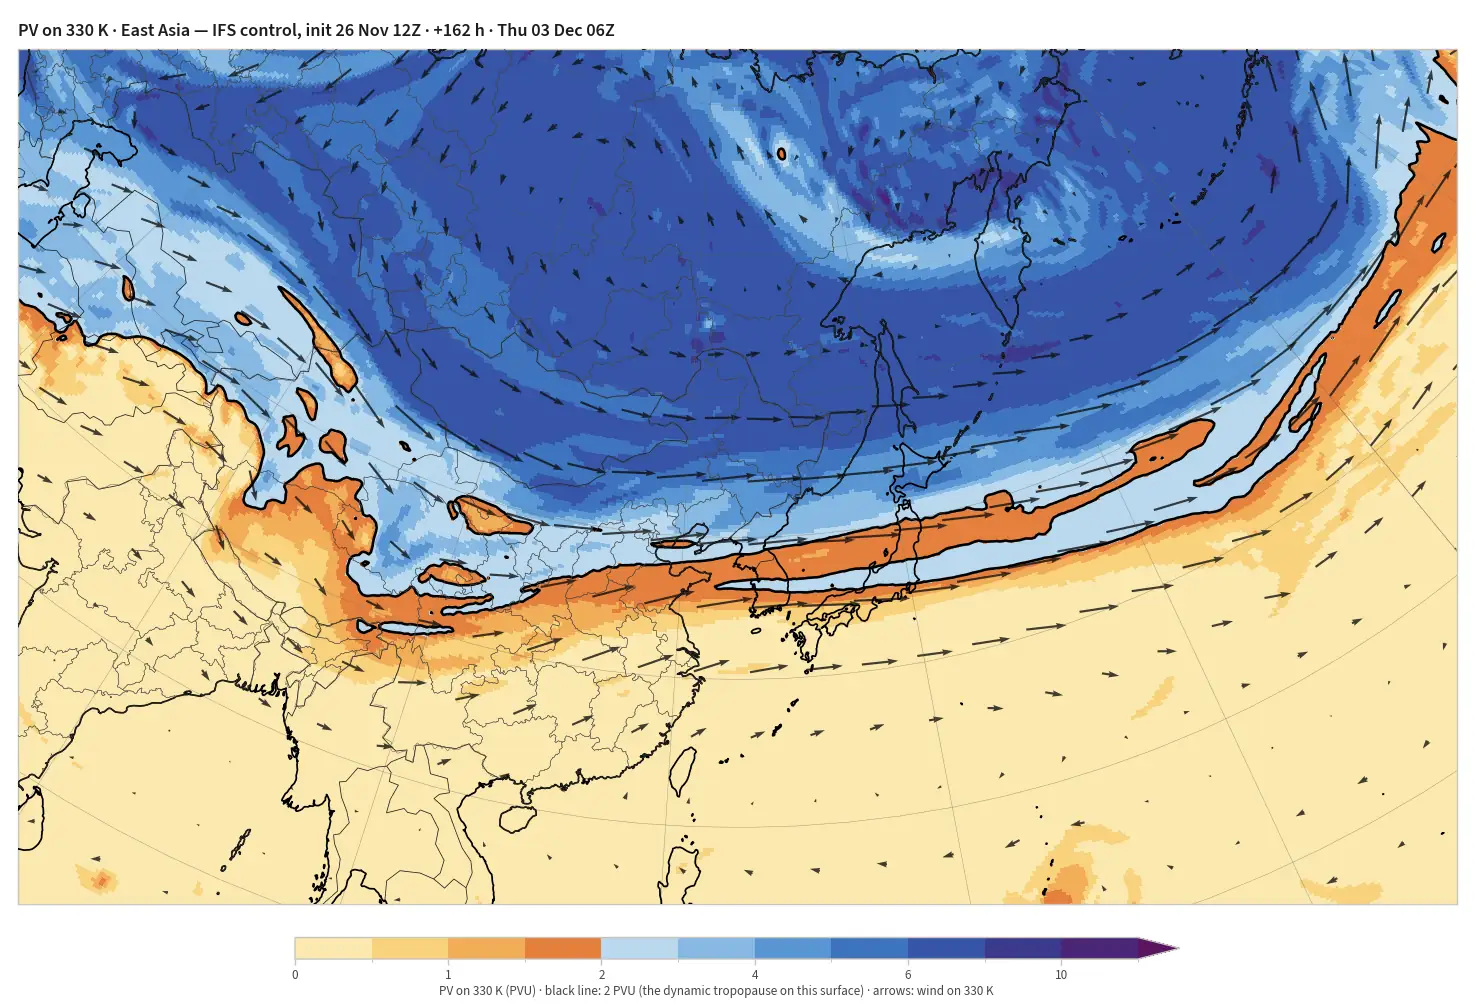 PV on 330 K · East Asia — IFS control, init 26 Nov 12Z · +162 h · Thu 03 Dec 06Z
0 1 2 4 6 10
PV on 330 K (PVU) · black line: 2 PVU (the dynamic tropopause on this surface) · arrows: wind on 330 K